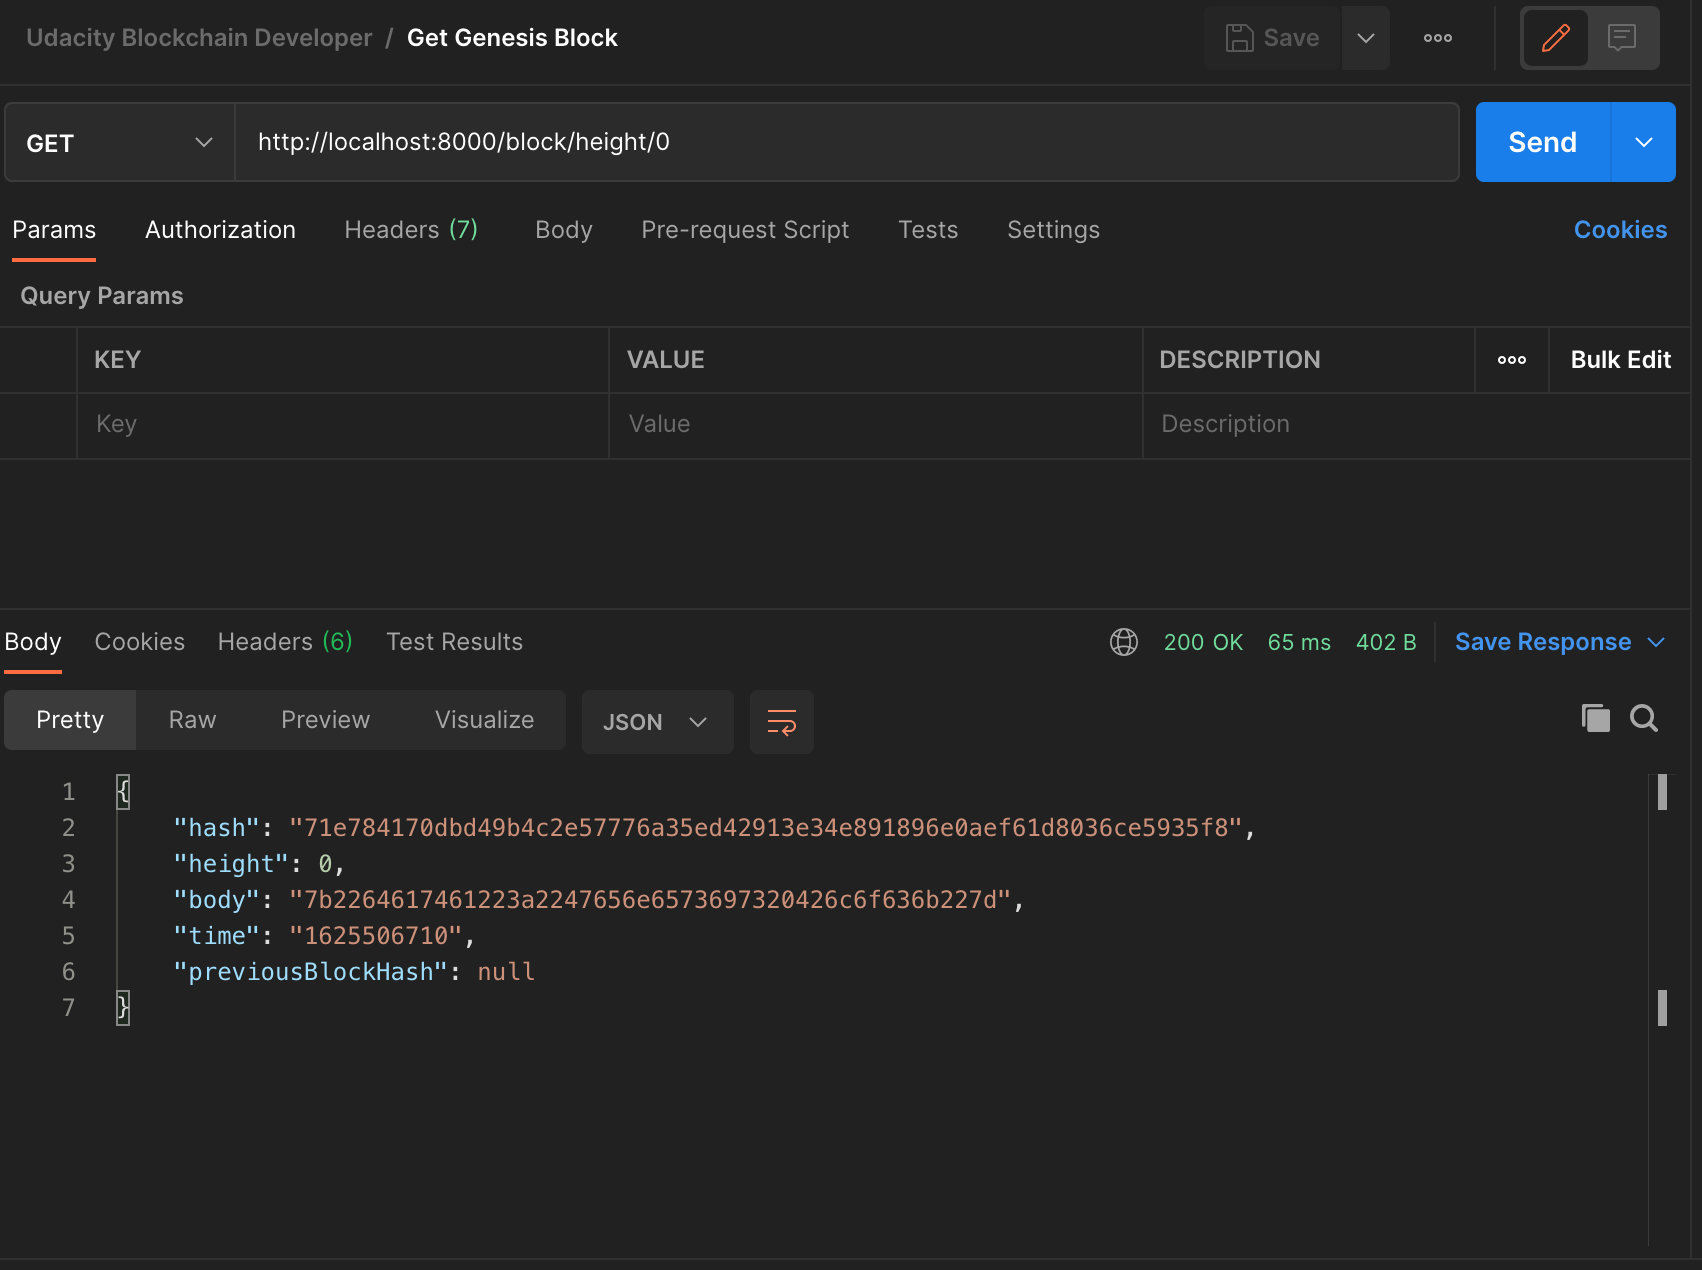 Udacity Blockchain Developer / Get Genesis Block
Save
GET
http://localhost:8000/block/height/0
Send
Params Authorization Headers (7) Body Pre-request Script Tests Settings Cookies
Query Params
KEY VALUE DESCRIPTION Bulk Edit
Key Value Description
Body Cookies Headers (6) Test Results 200 OK 65 ms 402 B Save Response
Pretty Raw Preview Visualize JSON
1 {
2 "hash": "71e784170dbd49b4c2e57776a35ed42913e34e891896e0aef61d8036ce5935f8",
3 "height": 0,
4 "body": "7b2264617461223a2247656e6573697320426c6f636b227d",
5 "time": "1625506710",
6 "previousBlockHash": null
7 }